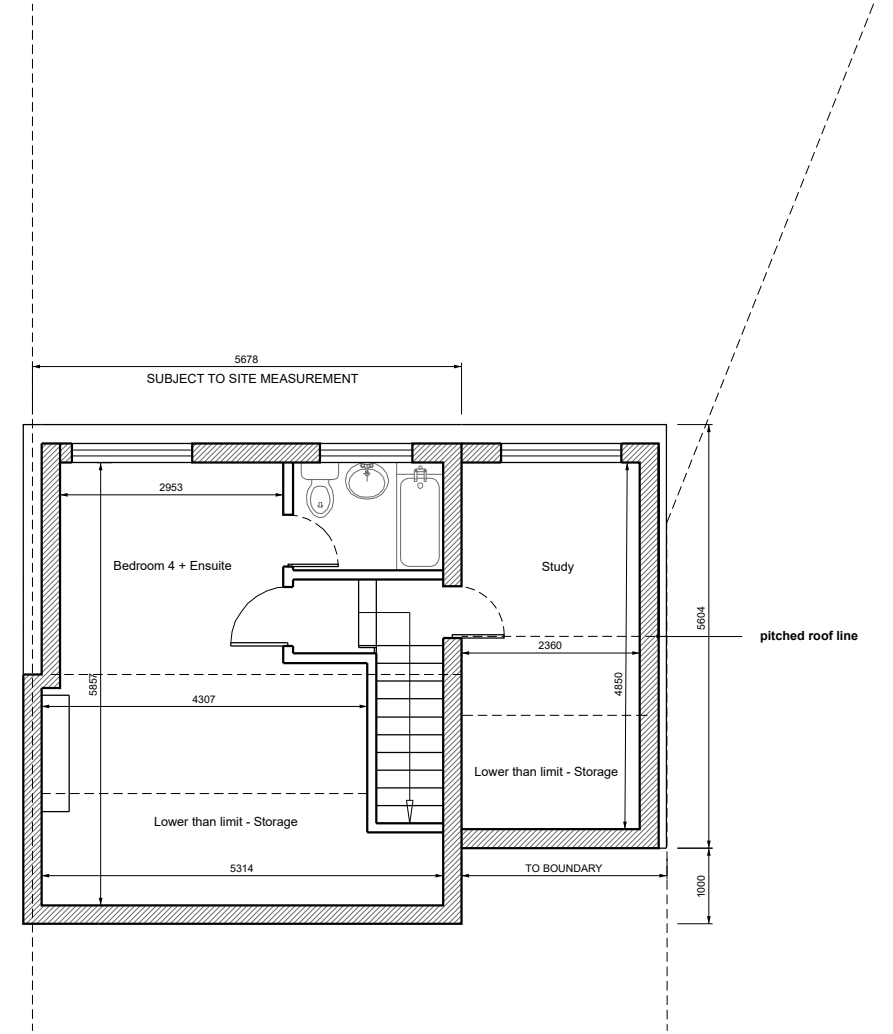 5678
SUBJECT TO SITE MEASUREMENT
2953
Bedroom 4 + Ensuite
Study
5604
pitched roof line
2360
5857
4850
4307
Lower than limit - Storage
Lower than limit - Storage
5314
TO BOUNDARY
1000